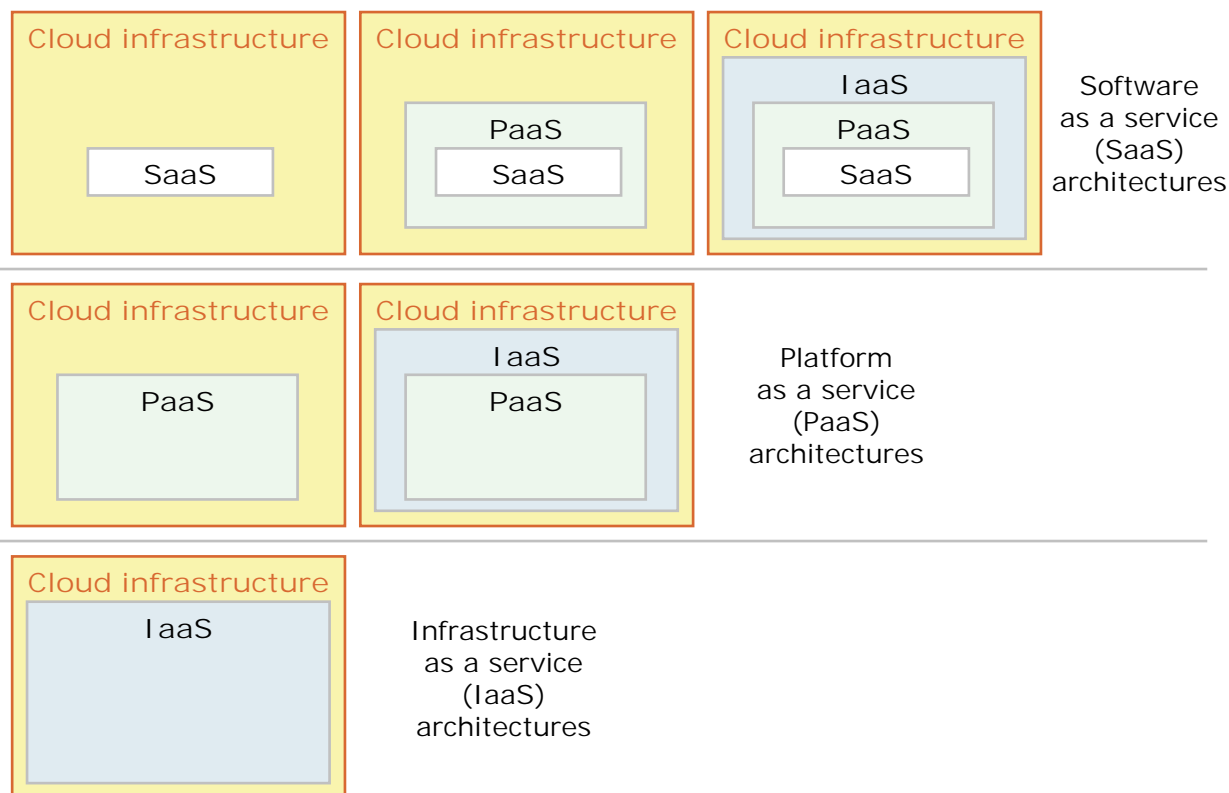 Cloud infrastructure
SaaS
Cloud infrastructure
PaaS
SaaS
Cloud infrastructure
IaaS
PaaS
SaaS
Software
as a service
(SaaS)
architectures
Cloud infrastructure
PaaS
Cloud infrastructure
IaaS
PaaS
Platform
as a service
(PaaS)
architectures
Cloud infrastructure
IaaS
Infrastructure
as a service
(IaaS)
architectures